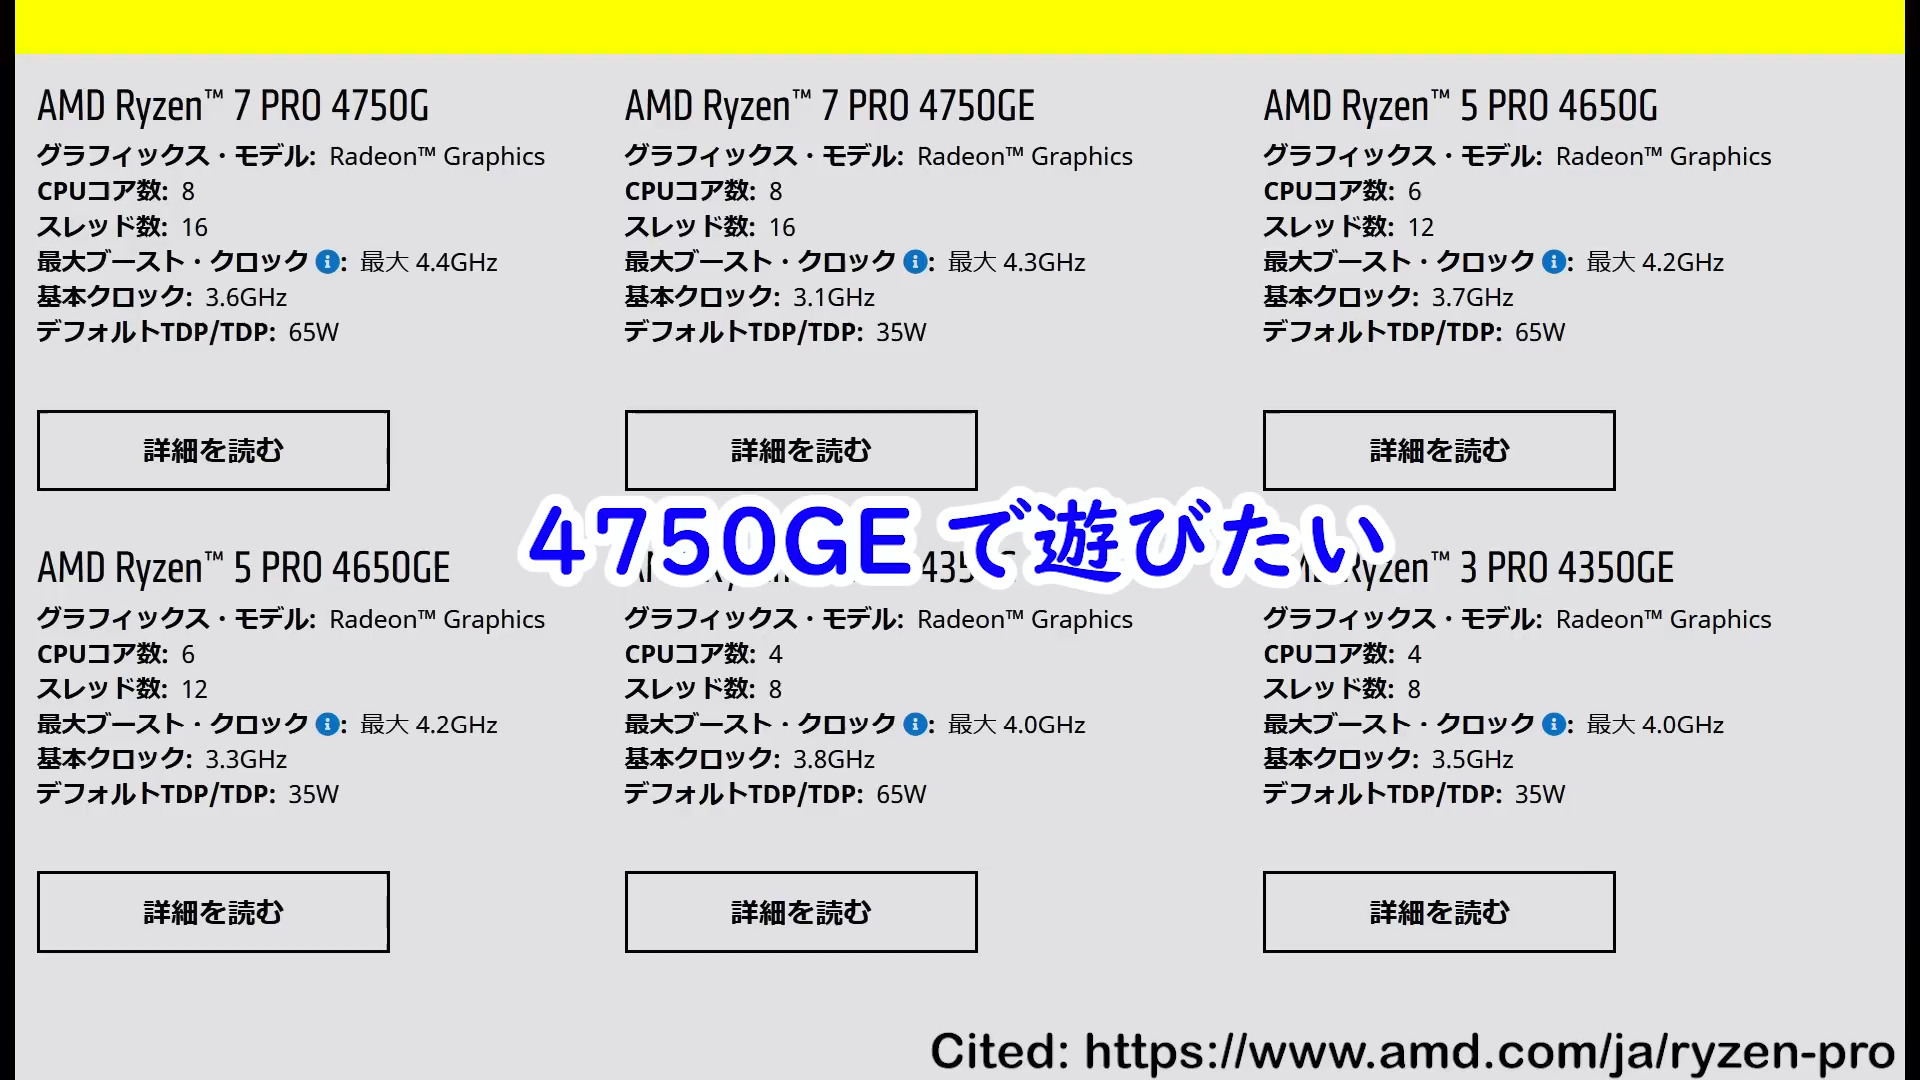 AMD Ryzen™ 7 PRO 4750G
グラフィックス・モデル: Radeon™ Graphics
CPUコア数: 8
スレッド数: 16
最大ブースト・クロック i: 最大 4.4GHz
基本クロック: 3.6GHz
デフォルトTDP/TDP: 65W
詳細を読む
AMD Ryzen™ 7 PRO 4750GE
グラフィックス・モデル: Radeon™ Graphics
CPUコア数: 8
スレッド数: 16
最大ブースト・クロック i: 最大 4.3GHz
基本クロック: 3.1GHz
デフォルトTDP/TDP: 35W
詳細を読む
AMD Ryzen™ 5 PRO 4650G
グラフィックス・モデル: Radeon™ Graphics
CPUコア数: 6
スレッド数: 12
最大ブースト・クロック i: 最大 4.2GHz
基本クロック: 3.7GHz
デフォルトTDP/TDP: 65W
詳細を読む
4750GE で遊びたい
AMD Ryzen™ 5 PRO 4650GE
グラフィックス・モデル: Radeon™ Graphics
CPUコア数: 6
スレッド数: 12
最大ブースト・クロック i: 最大 4.2GHz
基本クロック: 3.3GHz
デフォルトTDP/TDP: 35W
詳細を読む
グラフィックス・モデル: Radeon™ Graphics
CPUコア数: 4
スレッド数: 8
最大ブースト・クロック i: 最大 4.0GHz
基本クロック: 3.8GHz
デフォルトTDP/TDP: 65W
詳細を読む
Ryzen™ 3 PRO 4350GE
グラフィックス・モデル: Radeon™ Graphics
CPUコア数: 4
スレッド数: 8
最大ブースト・クロック i: 最大 4.0GHz
基本クロック: 3.5GHz
デフォルトTDP/TDP: 35W
詳細を読む
Cited: https://www.amd.com/ja/ryzen-pro